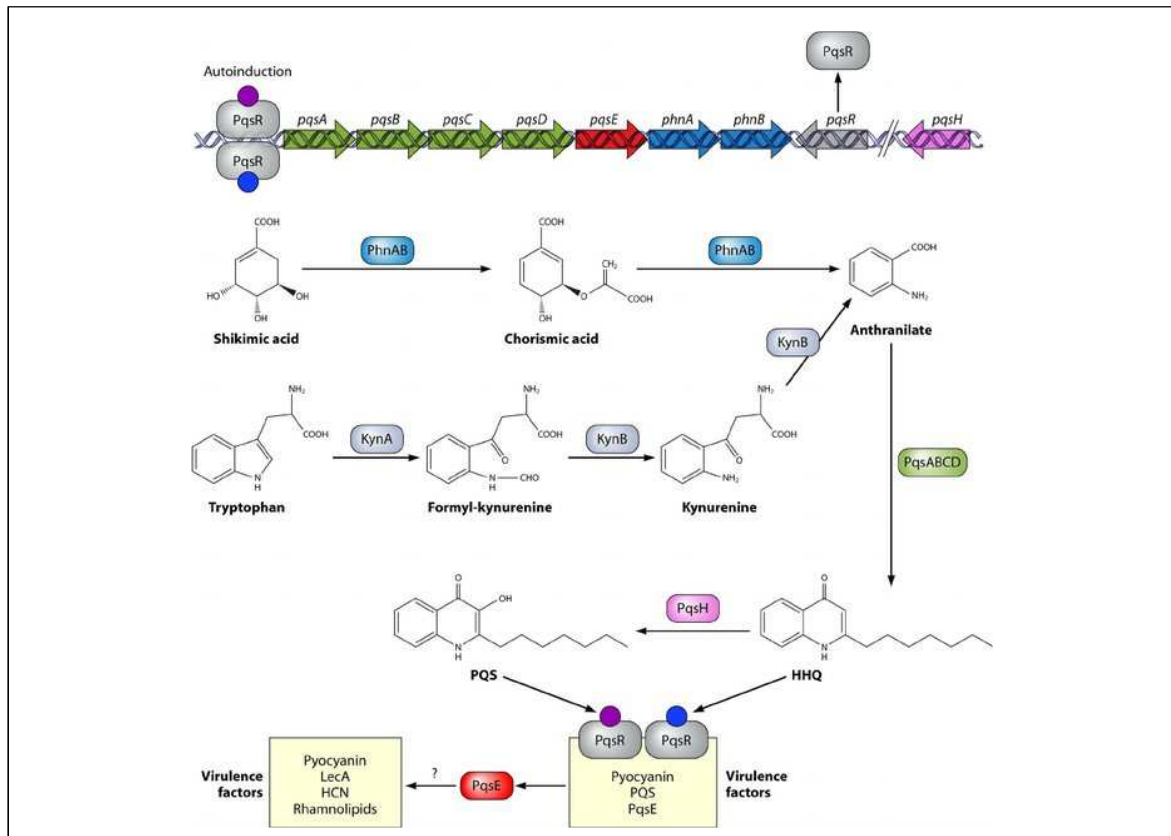 PqsR
Autoinduction
PqsR
pqsA
pqsB
pqsC
pqsD
pqsE
phnA
phnB
pqsR
pqsH
PqsR
COOH
HO
OH
OH
Shikimic acid
PhnAB
COOH
CH₂
O
COOH
OH
Chorismic acid
PhnAB
COOH
NH₂
Anthranilate
KynB
NH₂
COOH
N
H
Tryptophan
KynA
NH₂
COOH
O
N
H
CHO
Formyl-kynurenine
KynB
NH₂
COOH
O
NH₂
Kynurenine
PqsABCD
O
OH
N
H
PQS
PqsH
O
N
H
HHQ
PqsR
PqsR
Virulence
factors
Pyocyanin
LecA
HCN
Rhamnolipids
?
PqsE
Pyocyanin
PQS
PqsE
Virulence
factors